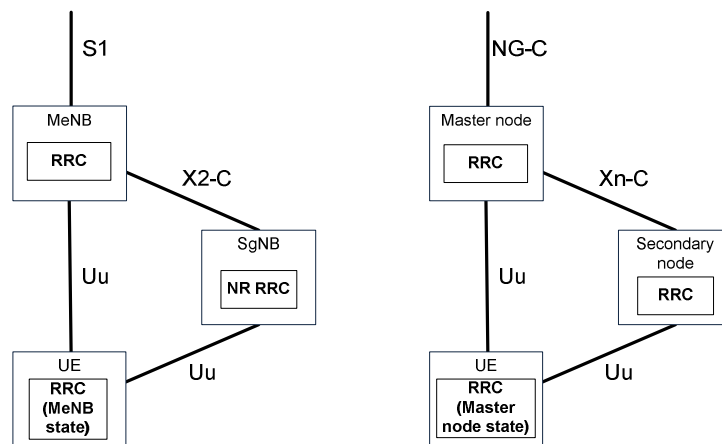 S1
MeNB
RRC
X2-C
SgNB
NR RRC
Uu
Uu
UE
RRC
(MeNB
state)
NG-C
Master node
RRC
Xn-C
Secondary
node
RRC
Uu
Uu
UE
RRC
(Master
node state)